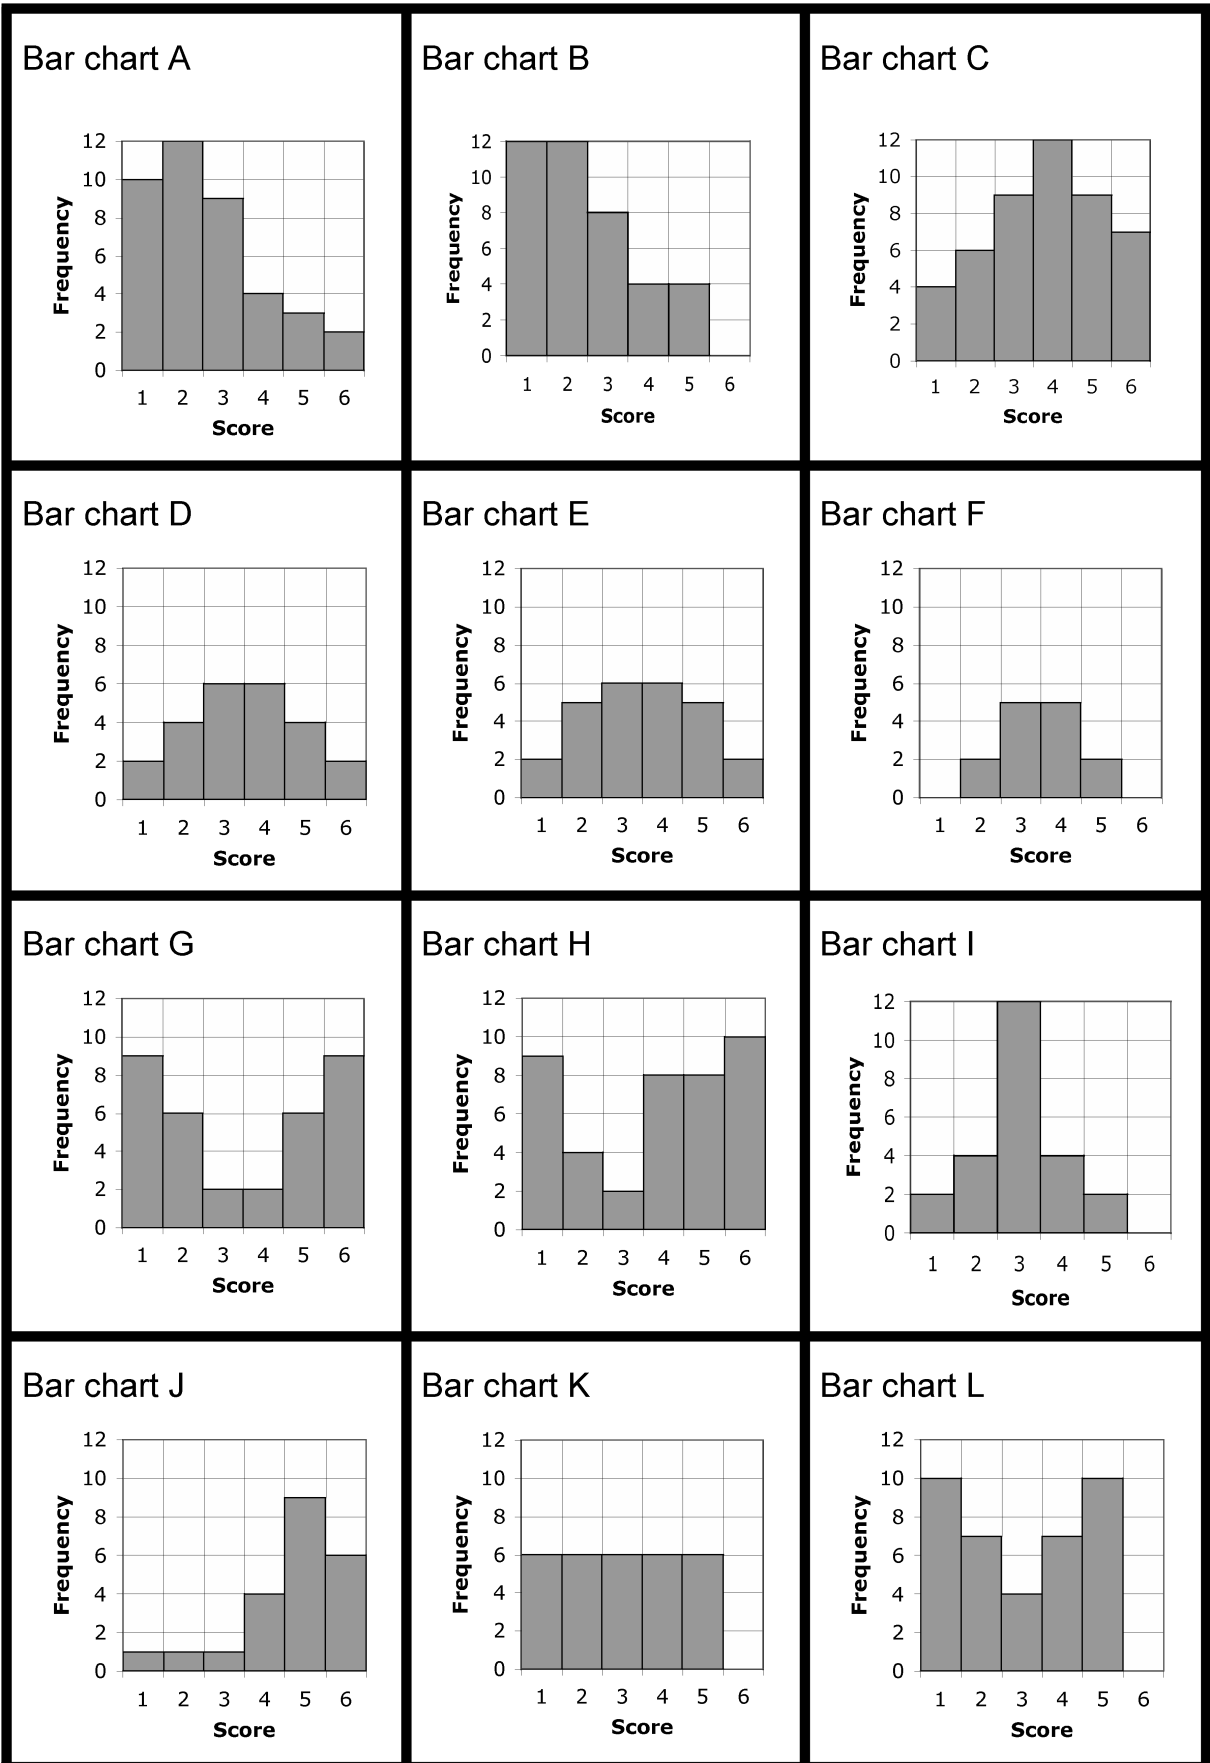 Bar chart A
12
10
8
6
4
2
0
Frequency
1 2 3 4 5 6
Score
Bar chart B
12
10
8
6
4
2
0
Frequency
1 2 3 4 5 6
Score
Bar chart C
12
10
8
6
4
2
0
Frequency
1 2 3 4 5 6
Score
Bar chart D
12
10
8
6
4
2
0
Frequency
1 2 3 4 5 6
Score
Bar chart E
12
10
8
6
4
2
0
Frequency
1 2 3 4 5 6
Score
Bar chart F
12
10
8
6
4
2
0
Frequency
1 2 3 4 5 6
Score
Bar chart G
12
10
8
6
4
2
0
Frequency
1 2 3 4 5 6
Score
Bar chart H
12
10
8
6
4
2
0
Frequency
1 2 3 4 5 6
Score
Bar chart I
12
10
8
6
4
2
0
Frequency
1 2 3 4 5 6
Score
Bar chart J
12
10
8
6
4
2
0
Frequency
1 2 3 4 5 6
Score
Bar chart K
12
10
8
6
4
2
0
Frequency
1 2 3 4 5 6
Score
Bar chart L
12
10
8
6
4
2
0
Frequency
1 2 3 4 5 6
Score